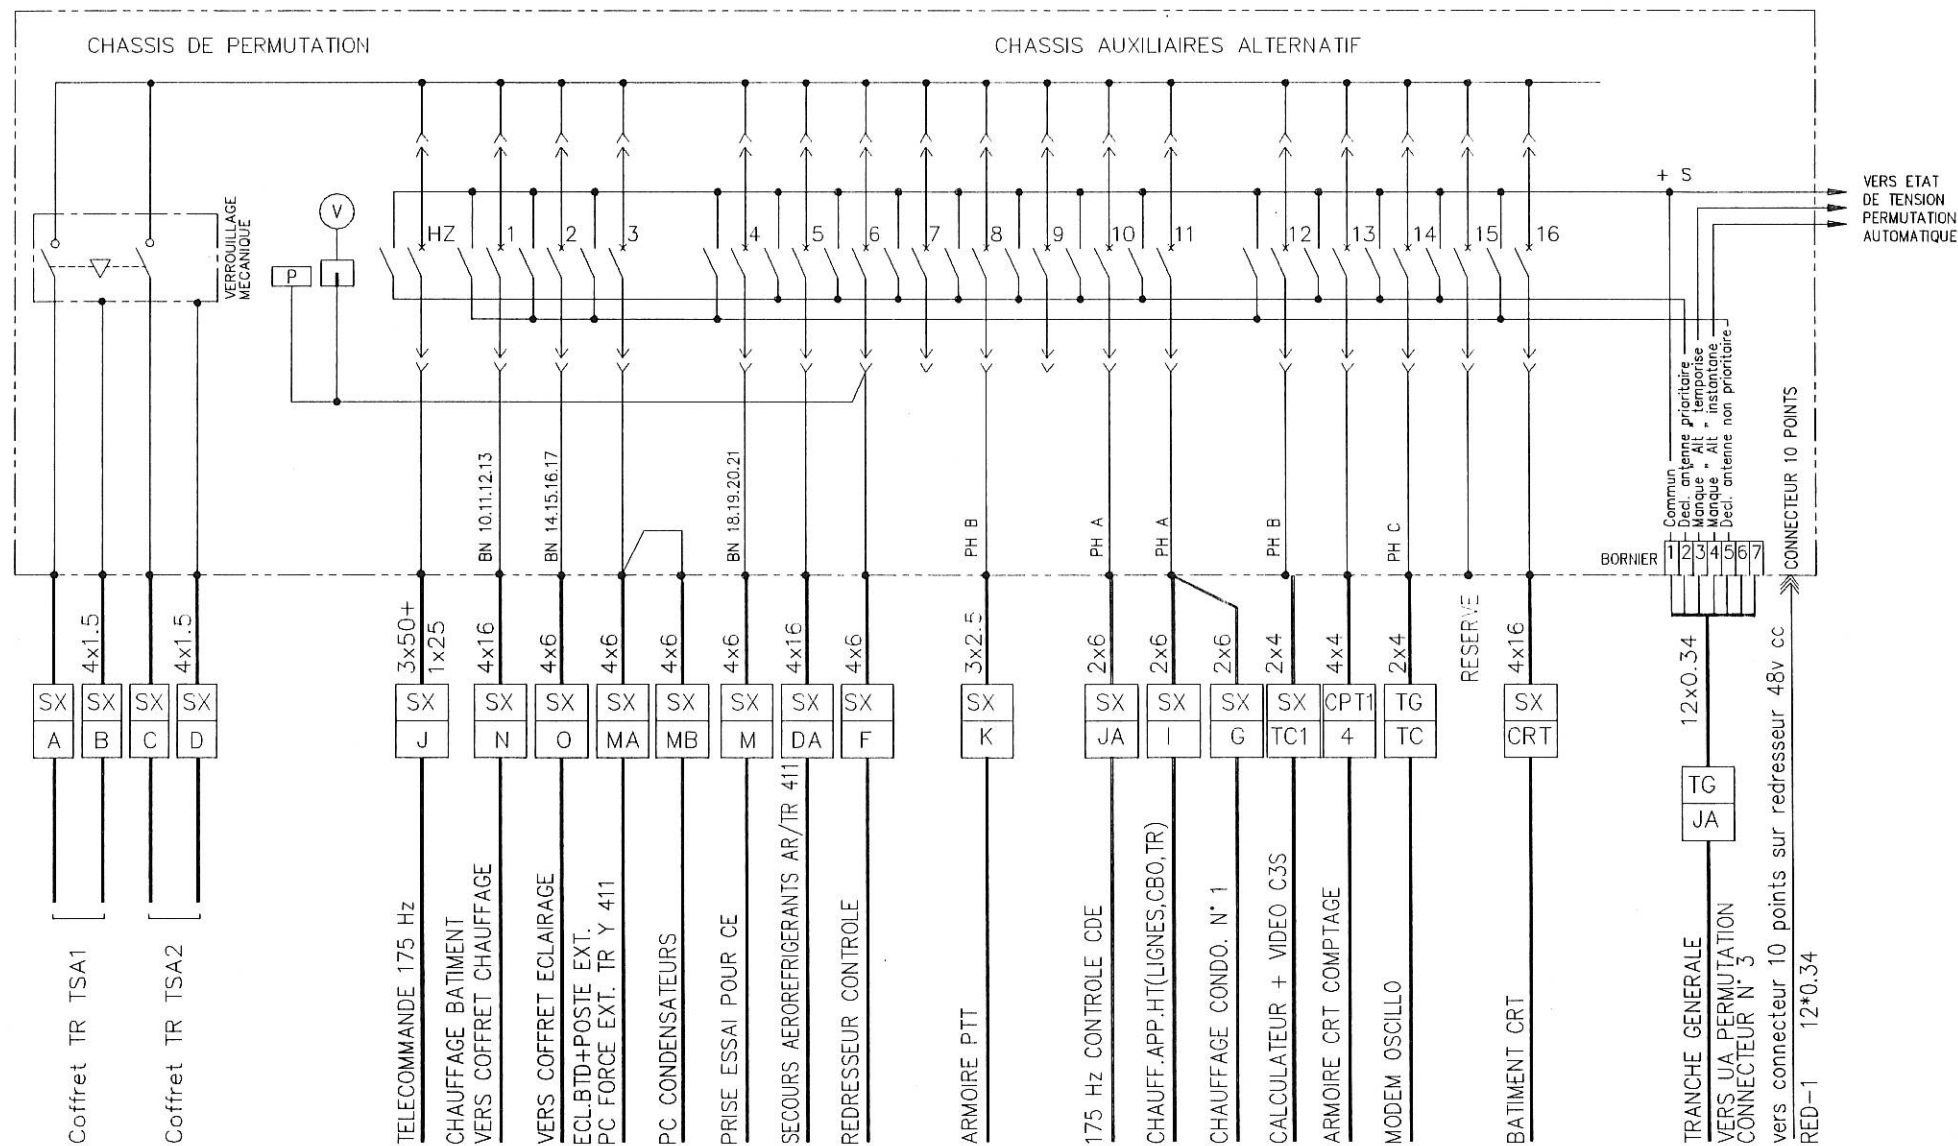 CHASSIS DE PERMUTATION
CHASSIS AUXILIAIRES ALTERNATIF
+ S
VERS ETAT
DE TENSION
PERMUTATION
AUTOMATIQUE
VERROUILLAGE
MECANIQUE
V
P
HZ
1
2
3
4
5
6
7
8
9
10
11
12
13
14
15
16
BN 10.11.12.13
BN 14.15.16.17
BN 18.19.20.21
PH B
PH A
PH A
PH B
PH C
Commun
Decl. antenne prioritaire
Manque " Alt " temporise
Manque " Alt " instantane
Decl. antenne non prioritaire
CONNECTEUR 10 POINTS
BORNIER
1 2 3 4 5 6 7
4x1.5
4x1.5
3x50+
1x25
4x16
4x6
4x6
4x6
4x16
4x6
3x2.5
2x6
2x6
2x6
2x4
4x4
2x4
RESERVE
4x16
12x0.34
SX
A
SX
B
SX
C
SX
D
SX
J
SX
N
SX
O
SX
MA
SX
MB
SX
M
SX
DA
SX
F
SX
K
SX
JA
SX
I
SX
G
SX
TC1
CPT1
4
TG
TC
SX
CRT
TG
JA
Coffret TR TSA1
Coffret TR TSA2
TELECOMMANDE 175 Hz
CHAUFFAGE BATIMENT
VERS COFFRET CHAUFFAGE
VERS COFFRET ECLAIRAGE
ECL.BTD+POSTE EXT.
PC FORCE EXT. TR Y 411
PC CONDENSATEURS
PRISE ESSAI POUR CE
SECOURS AEROREFRIGERANTS AR/TR 411
REDRESSEUR CONTROLE
ARMOIRE PTT
175 Hz CONTROLE CDE
CHAUFF.APP.HT(LIGNES,CBO,TR)
CHAUFFAGE CONDO. N° 1
CALCULATEUR + VIDEO C3S
ARMOIRE CRT COMPTAGE
MODEM OSCILLO
BATIMENT CRT
TRANCHE GENERALE
VERS UA PERMUTATION
CONNECTEUR N° 3
vers connecteur 10 points sur redresseur 48v cc
RED-1 12*0.34